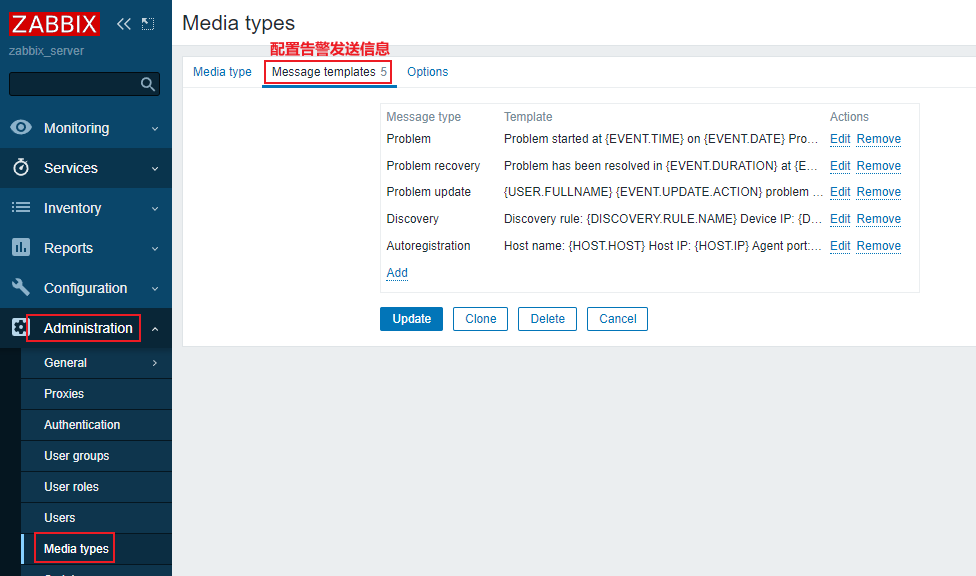 ZABBIX
zabbix_server
Monitoring
Services
Inventory
Reports
Configuration
Administration
General
Proxies
Authentication
User groups
User roles
Users
Media types
Media types
配置告警发送信息
Media type Message templates 5 Options
Message type Template Actions
Problem Problem started at {EVENT.TIME} on {EVENT.DATE} Pro... Edit Remove
Problem recovery Problem has been resolved in {EVENT.DURATION} at {E... Edit Remove
Problem update {USER.FULLNAME} {EVENT.UPDATE.ACTION} problem ... Edit Remove
Discovery Discovery rule: {DISCOVERY.RULE.NAME} Device IP: {D... Edit Remove
Autoregistration Host name: {HOST.HOST} Host IP: {HOST.IP} Agent port:... Edit Remove
Add
Update Clone Delete Cancel